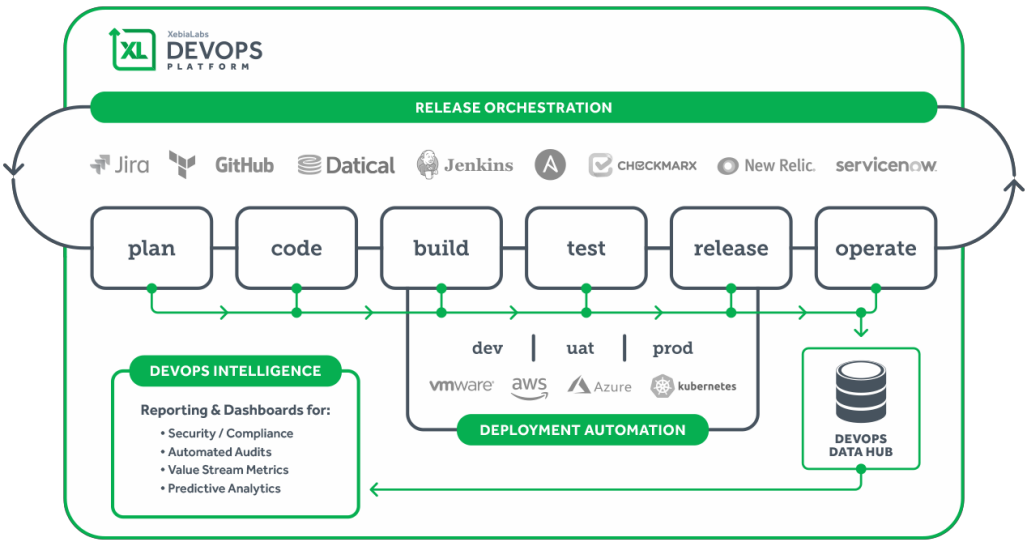 XebiaLabs
XL DEVOPS
PLATFORM
RELEASE ORCHESTRATION
Jira GitHub Datical Jenkins A CHECKMARX New Relic. servicenow.
plan code build test release operate
dev | uat | prod
vmware® aws Azure kubernetes
DEPLOYMENT AUTOMATION
DEVOPS INTELLIGENCE
Reporting & Dashboards for:
• Security / Compliance
• Automated Audits
• Value Stream Metrics
• Predictive Analytics
DEVOPS
DATA HUB